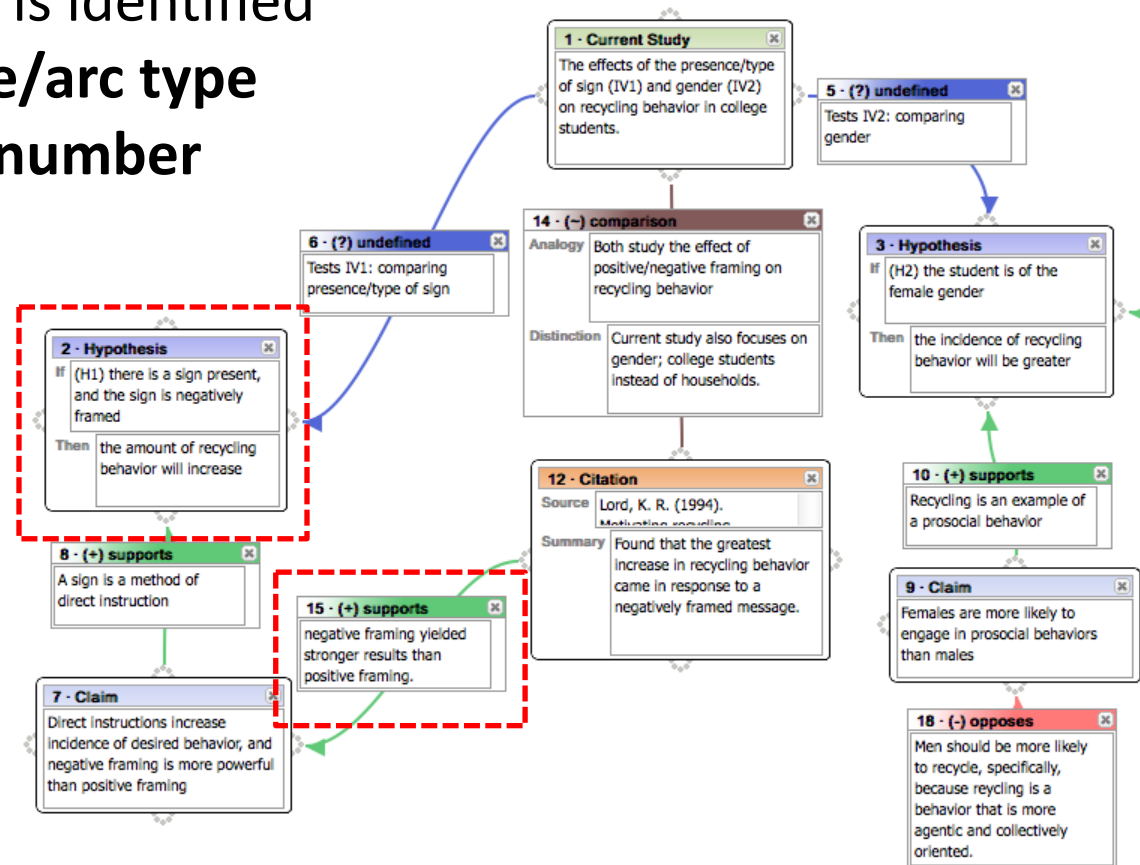 is identified
e/arc type
number
1 - Current Study
The effects of the presence/type
of sign (IV1) and gender (IV2)
on recycling behavior in college
students.
5 - (?) undefined
Tests IV2: comparing
gender
6 - (?) undefined
Tests IV1: comparing
presence/type of sign
14 - (~) comparison
Analogy Both study the effect of
positive/negative framing on
recycling behavior
Distinction Current study also focuses on
gender; college students
instead of households.
3 - Hypothesis
If (H2) the student is of the
female gender
Then the incidence of recycling
behavior will be greater
2 - Hypothesis
If (H1) there is a sign present,
and the sign is negatively
framed
Then the amount of recycling
behavior will increase
12 - Citation
Source Lord, K. R. (1994).
Motivating recycling
Summary Found that the greatest
increase in recycling behavior
came in response to a
negatively framed message.
10 - (+) supports
Recycling is an example of
a prosocial behavior
8 - (+) supports
A sign is a method of
direct instruction
15 - (+) supports
negative framing yielded
stronger results than
positive framing.
9 - Claim
Females are more likely to
engage in prosocial behaviors
than males
7 - Claim
Direct instructions increase
incidence of desired behavior, and
negative framing is more powerful
than positive framing
18 - (-) opposes
Men should be more likely
to recycle, specifically,
because reycling is a
behavior that is more
agentic and collectively
oriented.